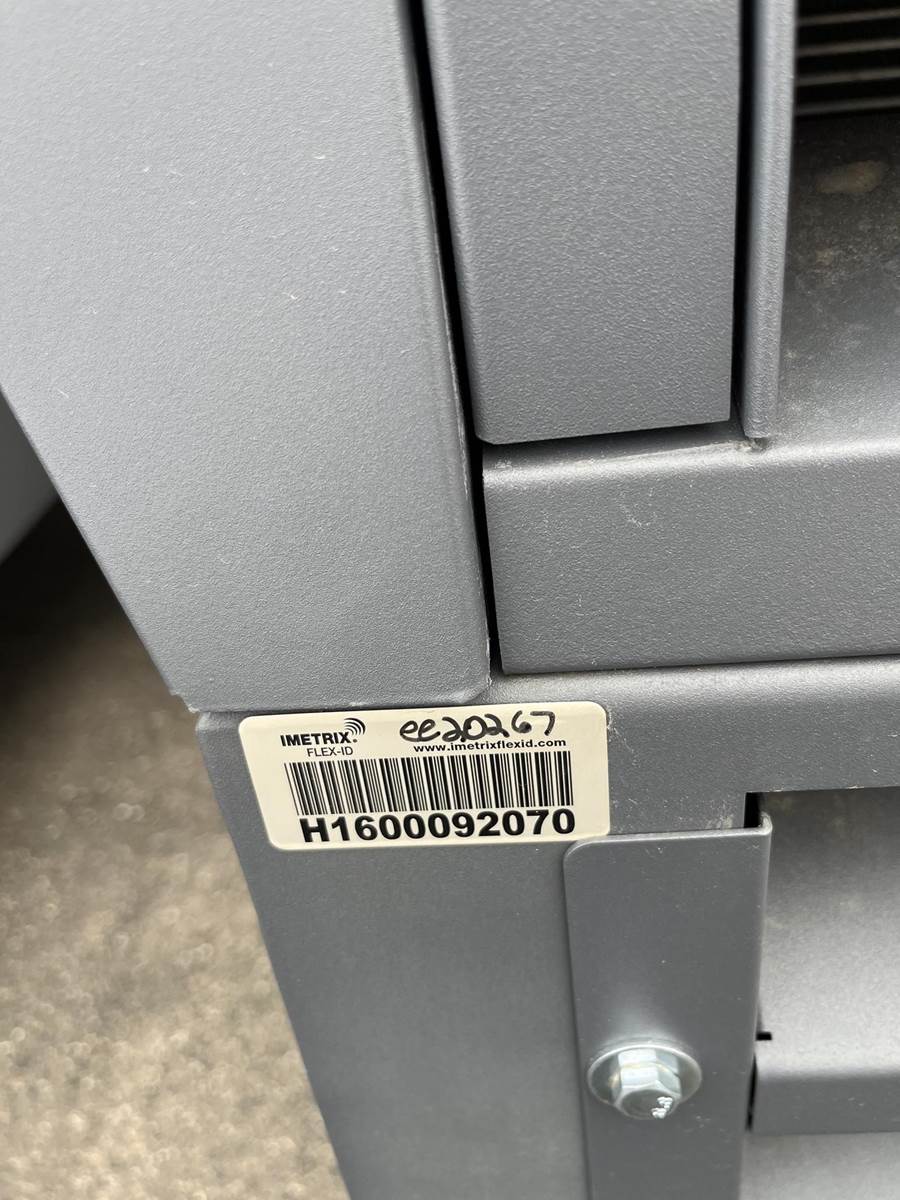 IMETRIX. ee20267
FLEX-ID www.imetrixflexid.com
H1600092070